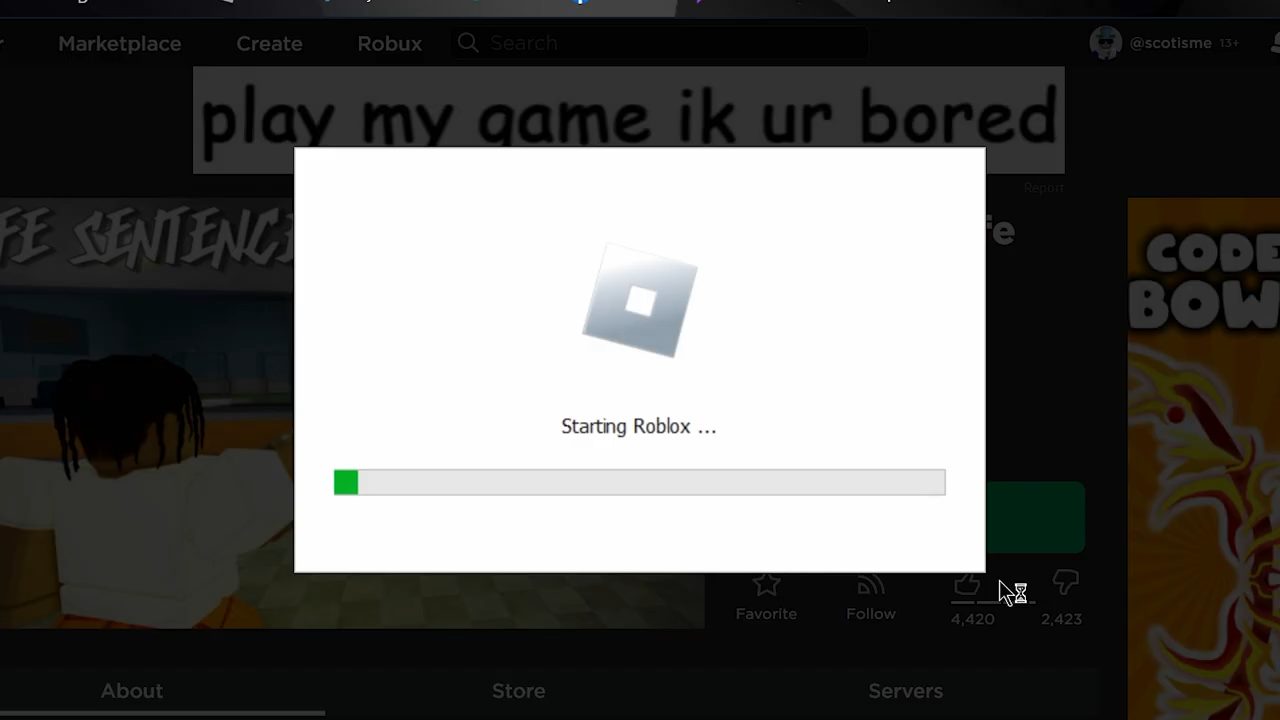 Marketplace
Create
Robux
Search
@scotisme 13+
play my game ik ur bored
Report
FE SENTENC
fe
CODE
BOW
Starting Roblox ...
Favorite
Follow
4,420
2,423
About
Store
Servers